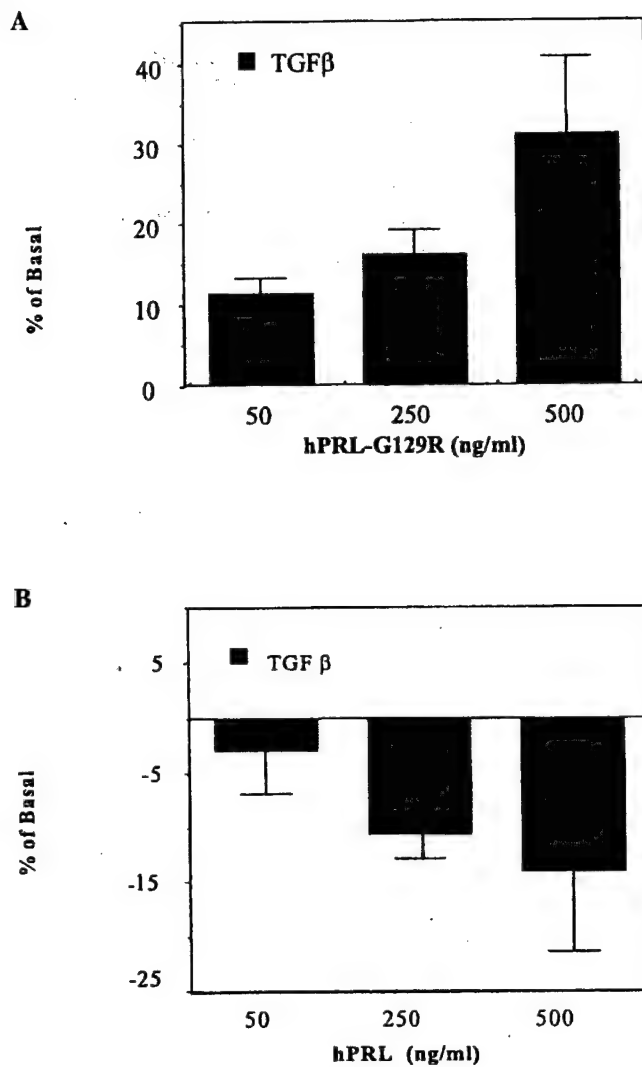 A
TGFβ
40
30
20
10
0
% of Basal
50 250 500
hPRL-G129R (ng/ml)
B
TGF β
5
-5
-15
-25
% of Basal
50 250 500
hPRL (ng/ml)